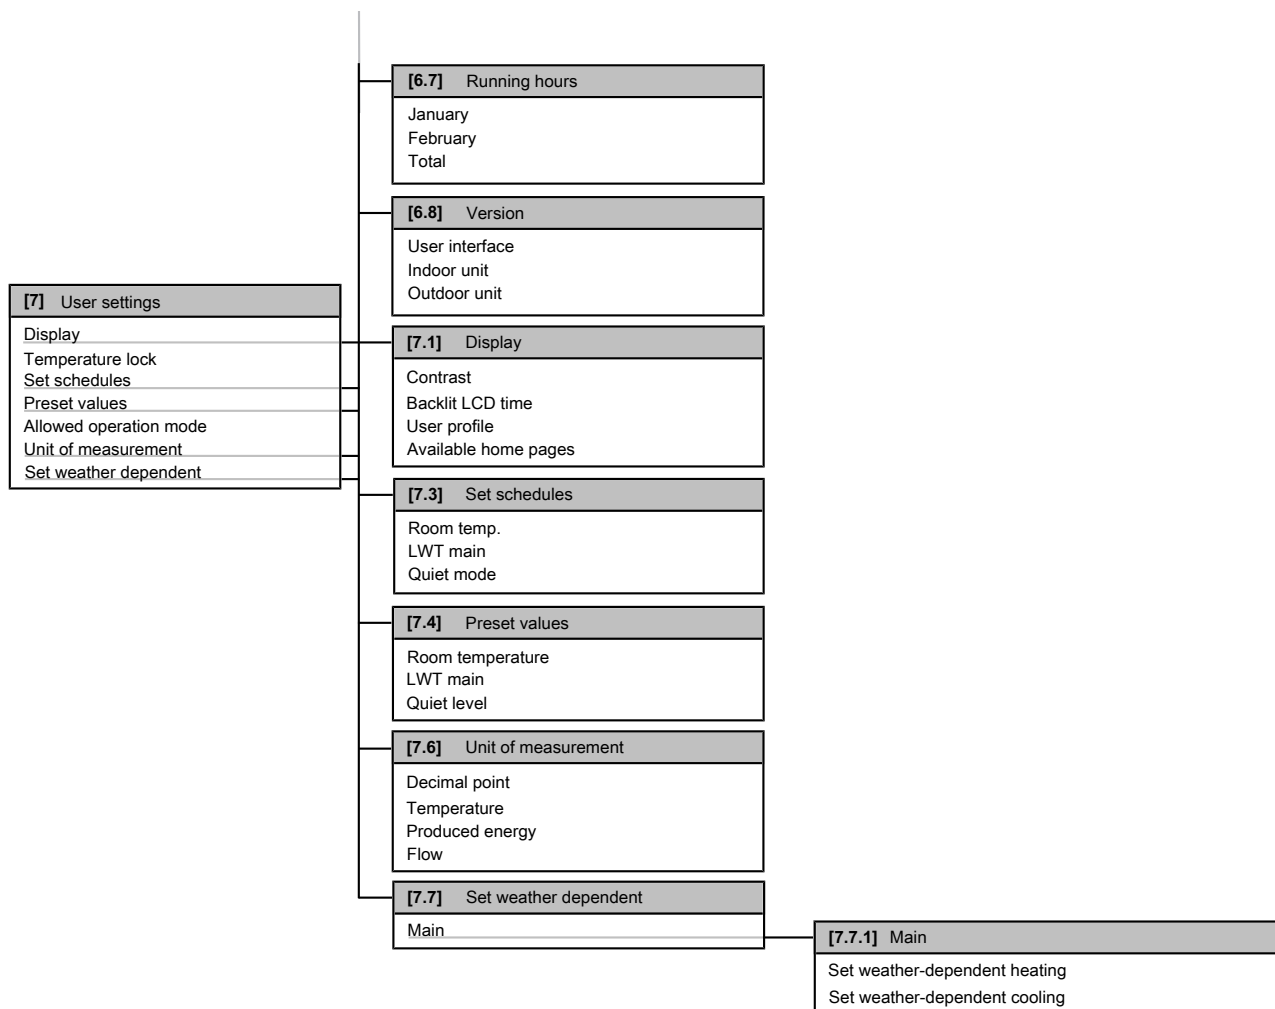 [6.7] Running hours
January
February
Total
[6.8] Version
User interface
Indoor unit
Outdoor unit
[7] User settings
Display
Temperature lock
Set schedules
Preset values
Allowed operation mode
Unit of measurement
Set weather dependent
[7.1] Display
Contrast
Backlit LCD time
User profile
Available home pages
[7.3] Set schedules
Room temp.
LWT main
Quiet mode
[7.4] Preset values
Room temperature
LWT main
Quiet level
[7.6] Unit of measurement
Decimal point
Temperature
Produced energy
Flow
[7.7] Set weather dependent
Main
[7.7.1] Main
Set weather-dependent heating
Set weather-dependent cooling